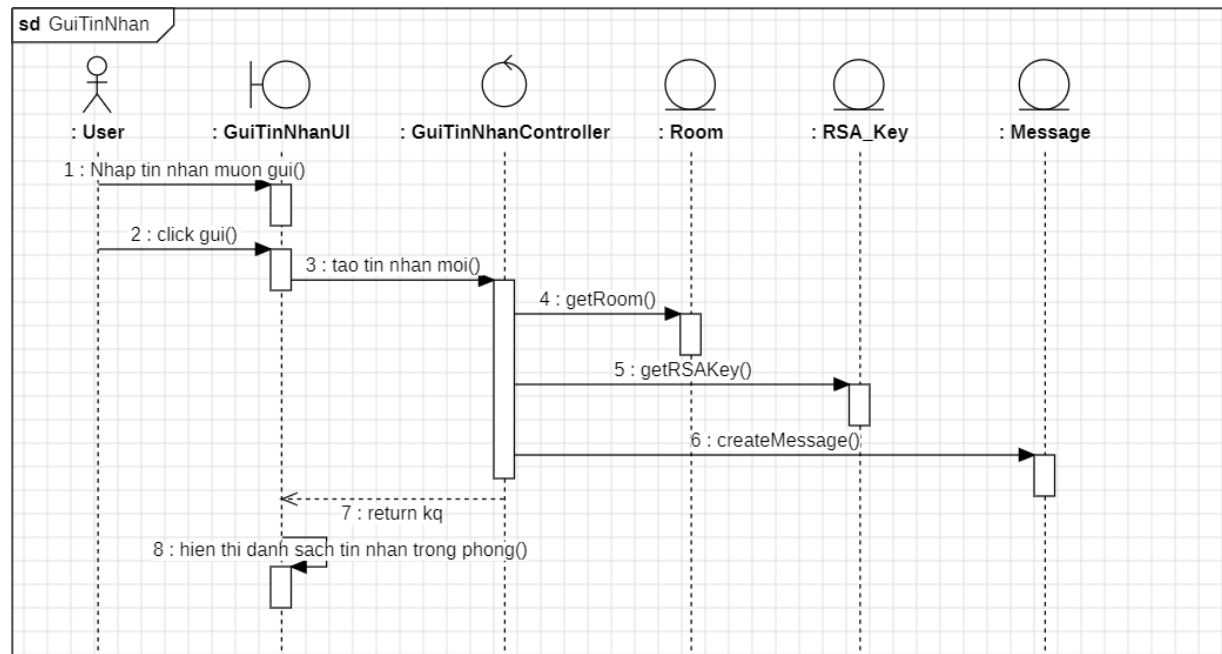 sd GuiTinNhan
: User
: GuiTinNhanUI
: GuiTinNhanController
: Room
: RSA_Key
: Message
1 : Nhap tin nhan muon gui()
2 : click gui()
3 : tao tin nhan moi()
4 : getRoom()
5 : getRSAKey()
6 : createMessage()
7 : return kq
8 : hien thi danh sach tin nhan trong phong()